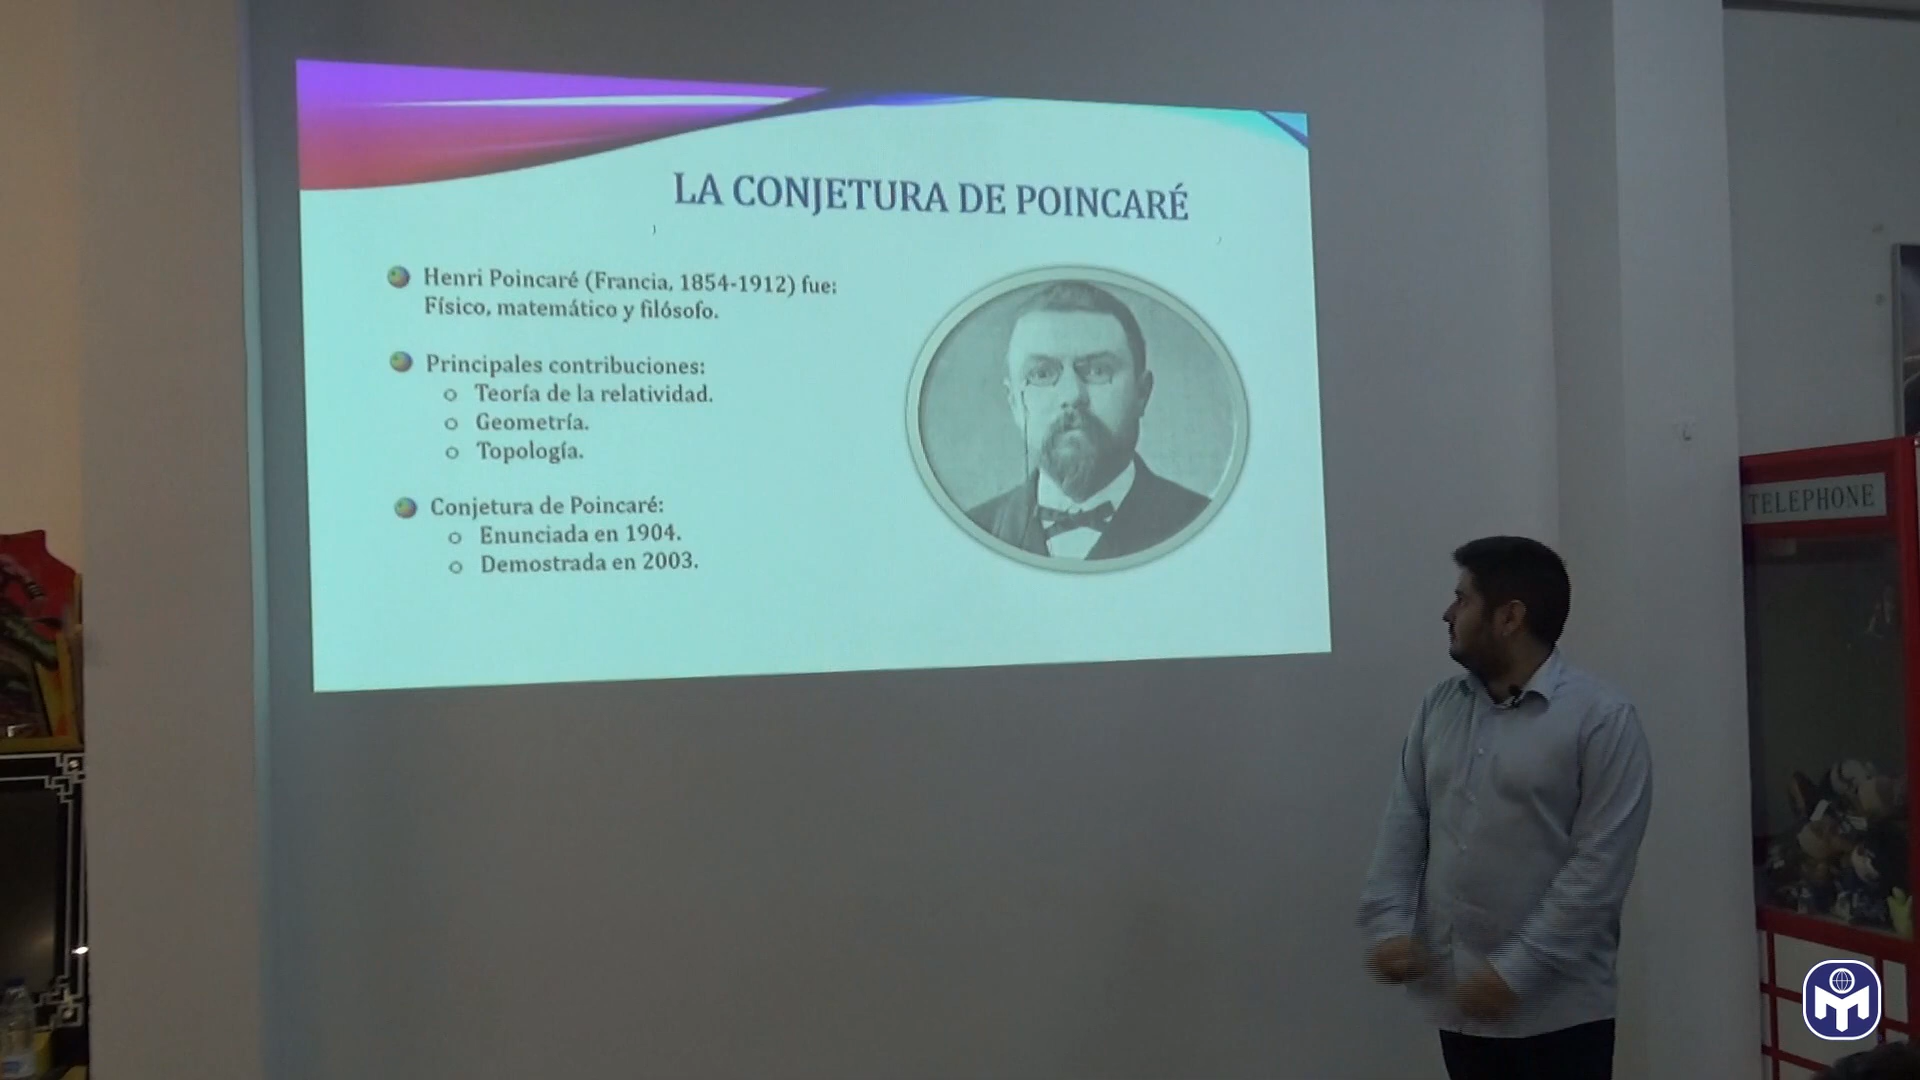 LA CONJETURA DE POINCARÉ
Henri Poincaré (Francia, 1854-1912) fue:
Físico, matemático y filósofo.
Principales contribuciones:
Teoría de la relatividad.
Geometría.
Topología.
Conjetura de Poincaré:
Enunciada en 1904.
Demostrada en 2003.
TELEPHONE